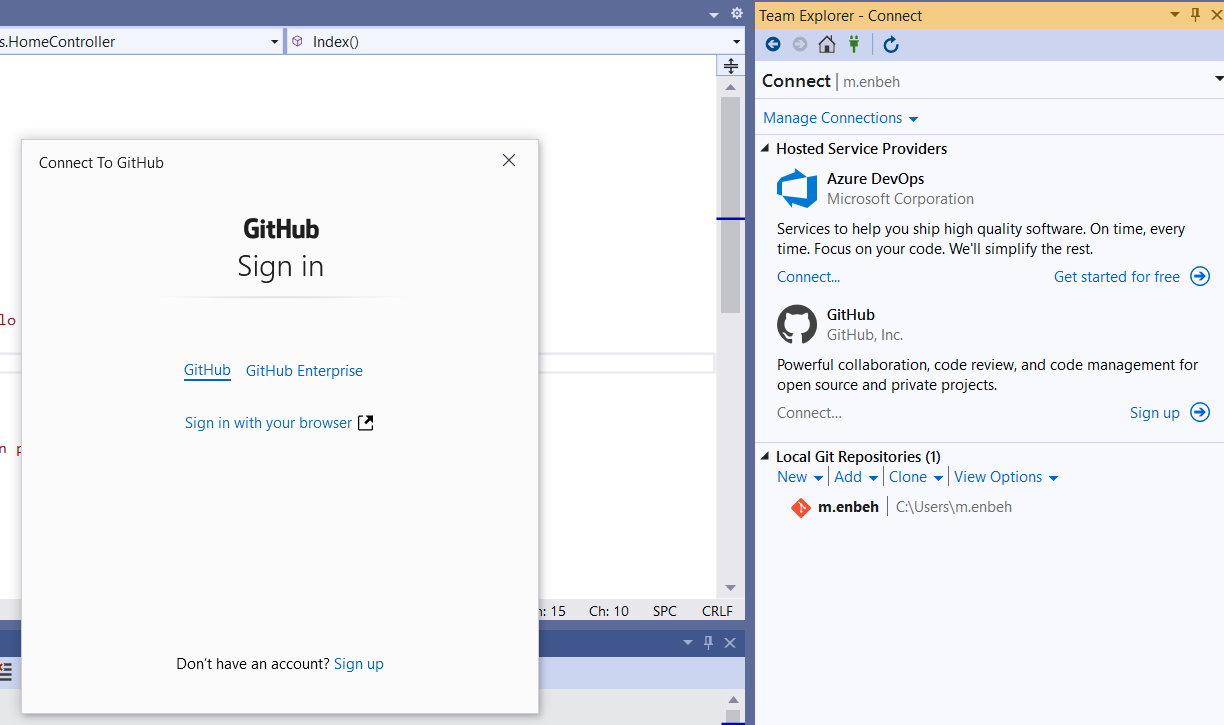 s.HomeController
Index()
lo
n p
: 15 Ch: 10 SPC CRLF
Connect To GitHub
GitHub
Sign in
GitHub GitHub Enterprise
Sign in with your browser
Don't have an account? Sign up
Team Explorer - Connect
Connect | m.enbeh
Manage Connections
Hosted Service Providers
Azure DevOps
Microsoft Corporation
Services to help you ship high quality software. On time, every
time. Focus on your code. We'll simplify the rest.
Connect... Get started for free
GitHub
GitHub, Inc.
Powerful collaboration, code review, and code management for
open source and private projects.
Connect... Sign up
Local Git Repositories (1)
New Add Clone View Options
m.enbeh C:\Users\m.enbeh